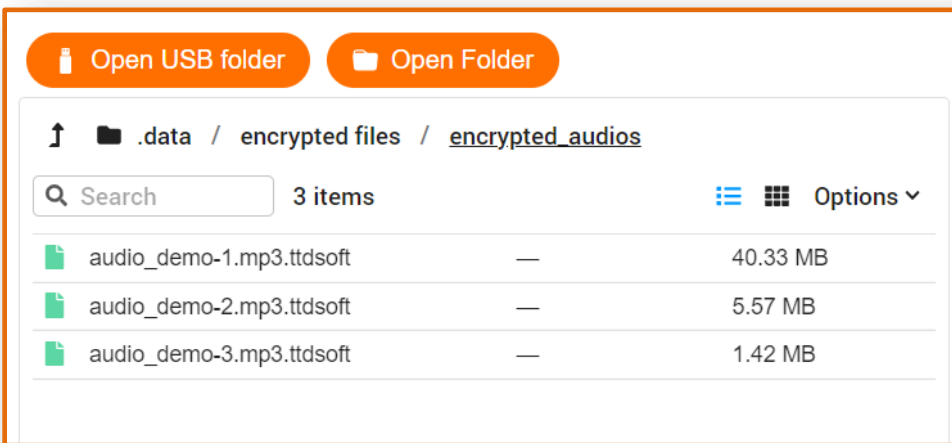 Open USB folder Open Folder
.data / encrypted files / encrypted_audios
Search 3 items Options
audio_demo-1.mp3.ttdsoft — 40.33 MB
audio_demo-2.mp3.ttdsoft — 5.57 MB
audio_demo-3.mp3.ttdsoft — 1.42 MB